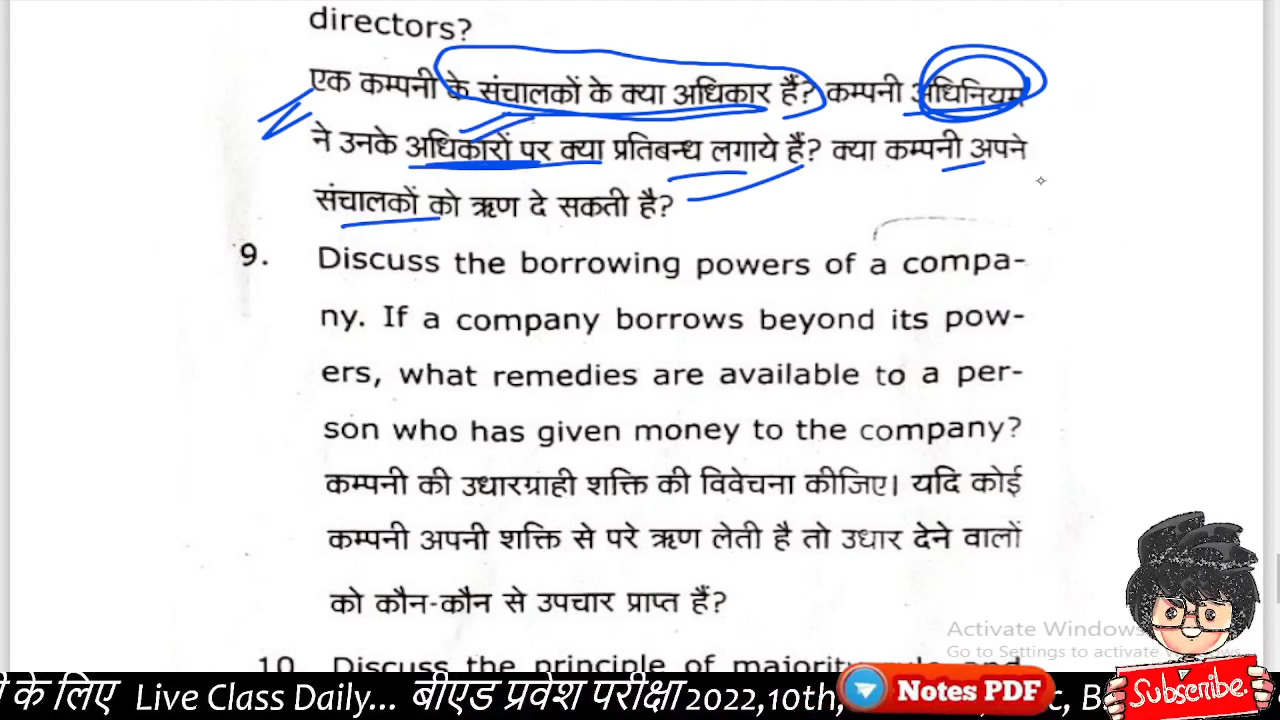 directors?
एक कम्पनी के संचालकों के क्या अधिकार हैं? कम्पनी अधिनियम
ने उनके अधिकारों पर क्या प्रतिबन्ध लगाये हैं? क्या कम्पनी अपने
संचालकों को ऋण दे सकती है?
9. Discuss the borrowing powers of a compa-
ny. If a company borrows beyond its pow-
ers, what remedies are available to a per-
son who has given money to the company?
कम्पनी की उधारग्राही शक्ति की विवेचना कीजिए। यदि कोई
कम्पनी अपनी शक्ति से परे ऋण लेती है तो उधार देने वालों
को कौन-कौन से उपचार प्राप्त हैं?
Activate Windows
Go to Settings to activate
10. Discuss the principle of majority rule and
के लिए Live Class Daily... बीएड प्रवेश परीक्षा 2022,10th,
Notes PDF
Subscribe.